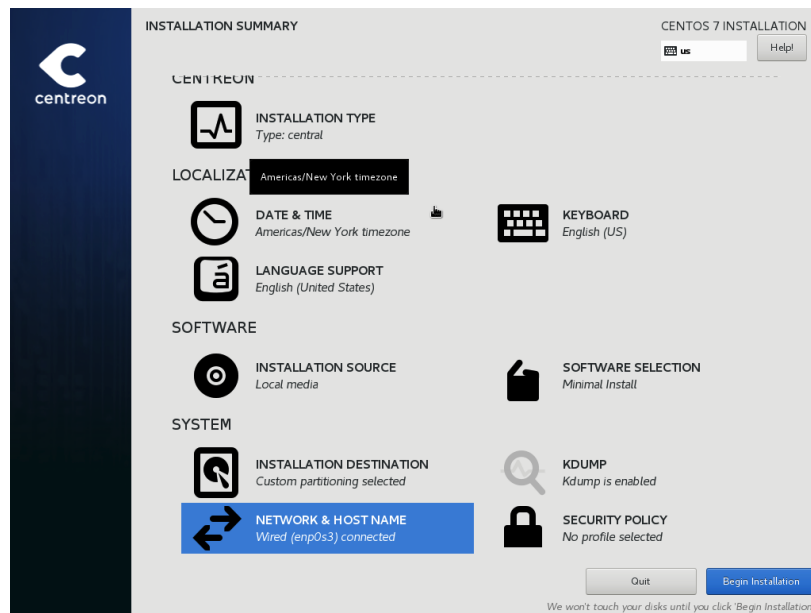 INSTALLATION SUMMARY
CENTOS 7 INSTALLATION
us
Help!
centreon
CENTREON
INSTALLATION TYPE
Type: central
LOCALIZAT
Americas/New York timezone
DATE & TIME
Americas/New York timezone
KEYBOARD
English (US)
á
LANGUAGE SUPPORT
English (United States)
SOFTWARE
INSTALLATION SOURCE
Local media
SOFTWARE SELECTION
Minimal Install
SYSTEM
INSTALLATION DESTINATION
Custom partitioning selected
KDUMP
Kdump is enabled
NETWORK & HOST NAME
Wired (enp0s3) connected
SECURITY POLICY
No profile selected
Quit
Begin Installation
We won't touch your disks until you click 'Begin Installation